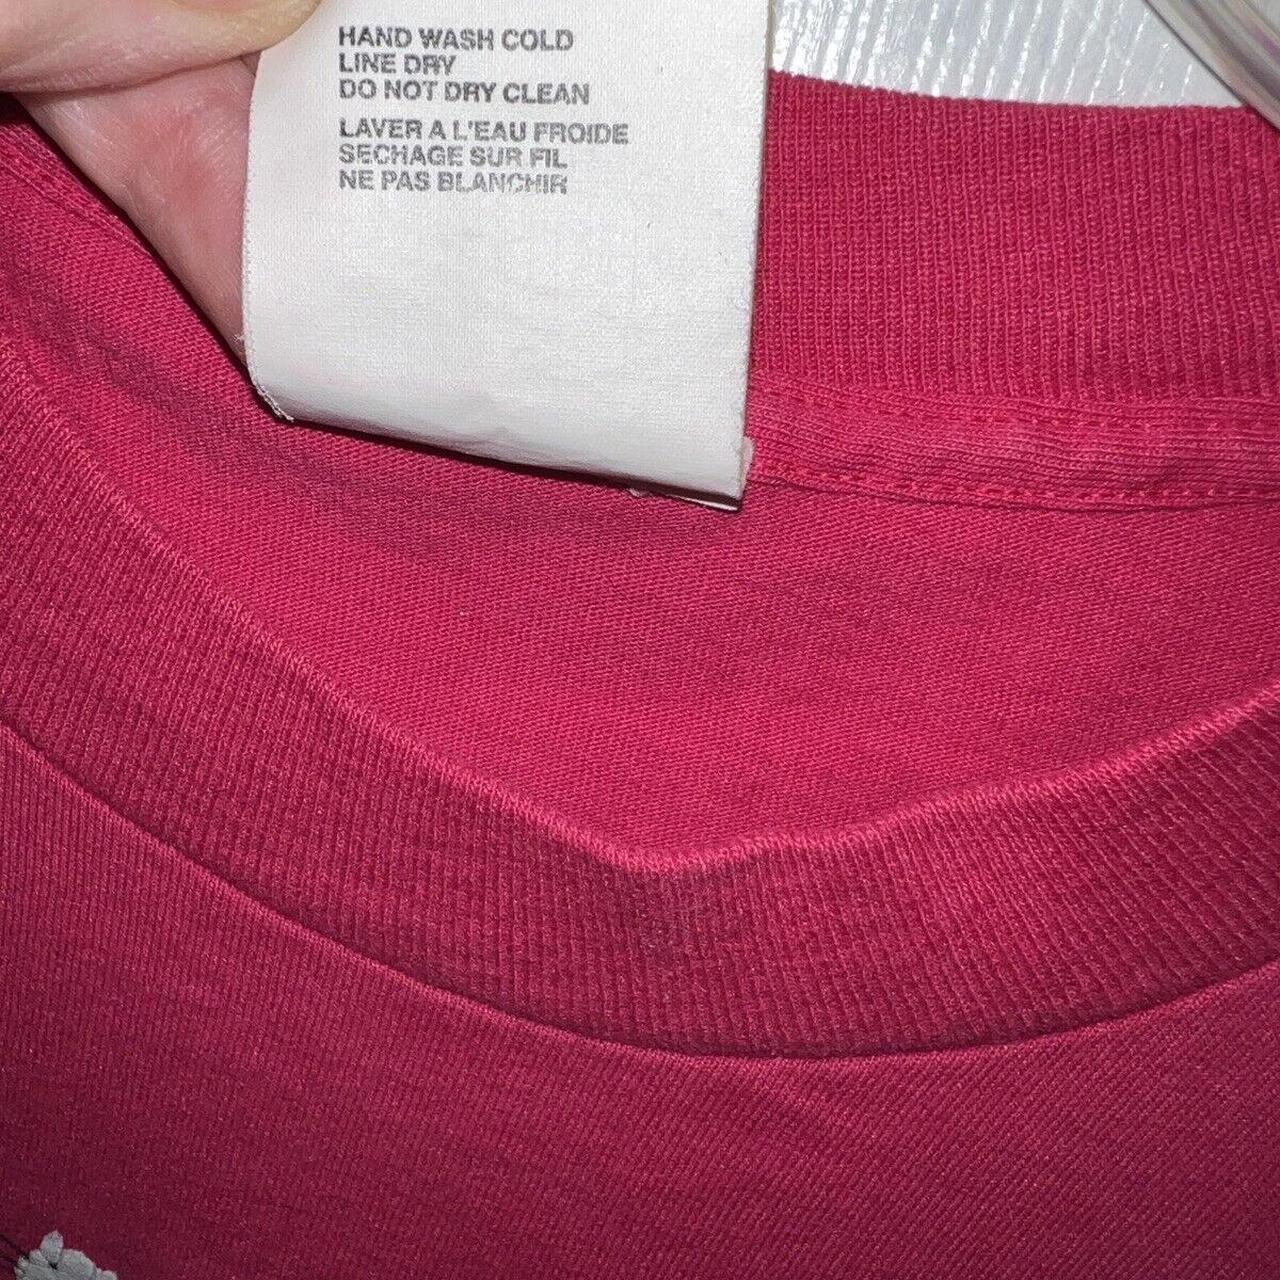 HAND WASH COLD
LINE DRY
DO NOT DRY CLEAN
LAVER A L'EAU FROIDE
SECHAGE SUR FIL
NE PAS BLANCHIR